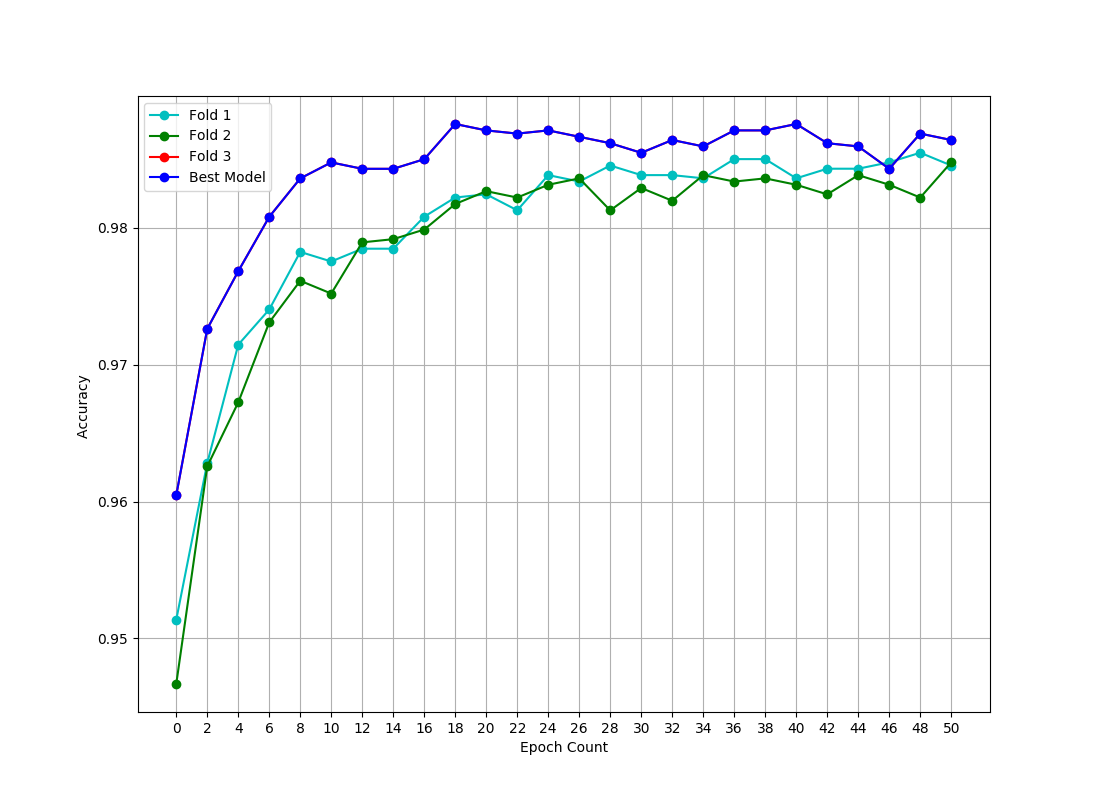 Fold 1
Fold 2
Fold 3
Best Model
0.98
0.97
0.96
0.95
Accuracy
0 2 4 6 8 10 12 14 16 18 20 22 24 26 28 30 32 34 36 38 40 42 44 46 48 50
Epoch Count